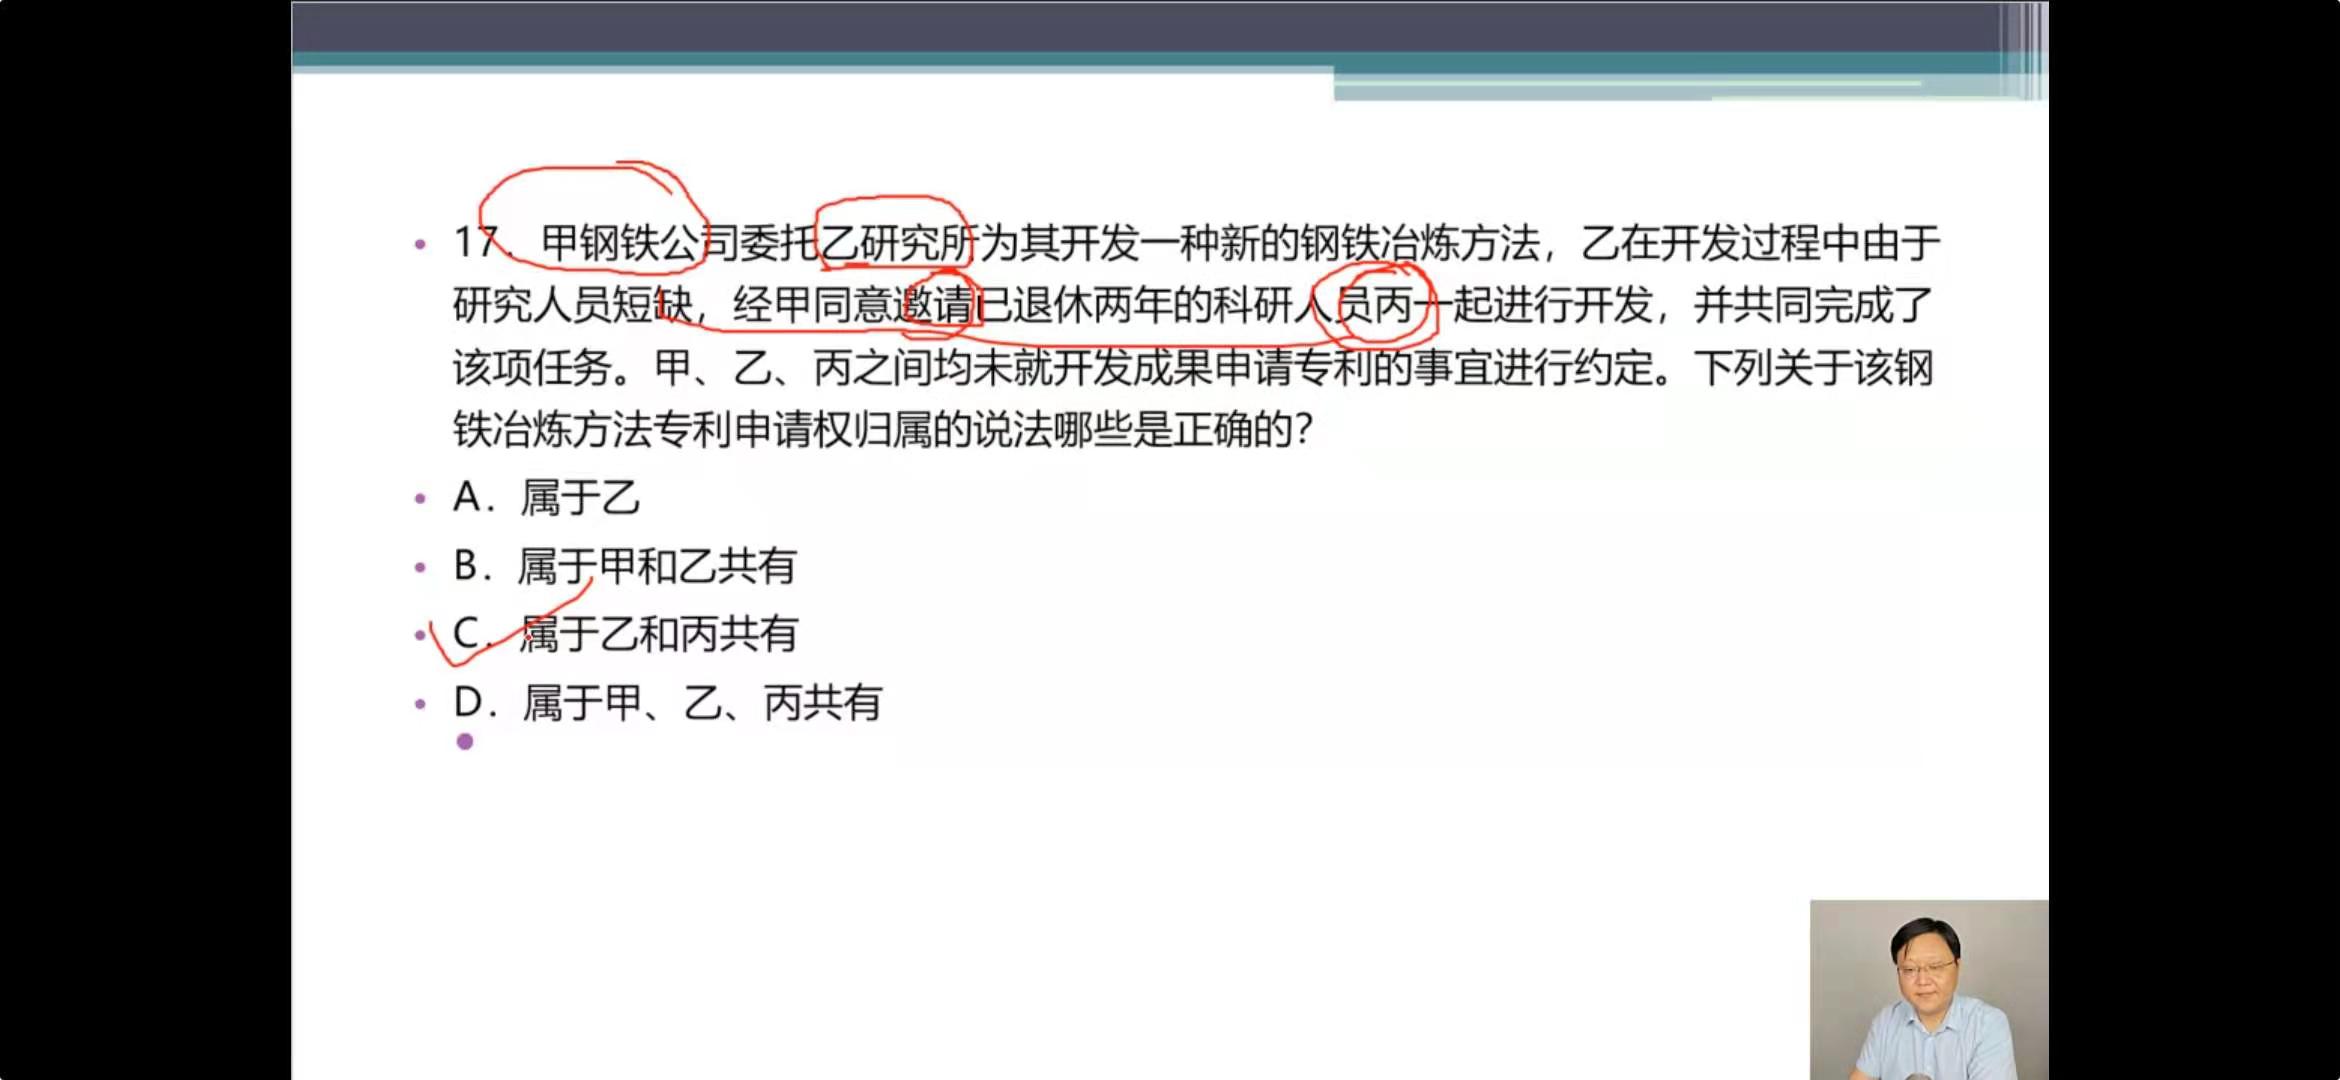 17. 甲钢铁公司委托乙研究所为其开发一种新的钢铁冶炼方法，乙在开发过程中由于
研究人员短缺，经甲同意邀请已退休两年的科研人员丙一起进行开发，并共同完成了
该项任务。甲、乙、丙之间均未就开发成果申请专利的事宜进行约定。下列关于该钢
铁冶炼方法专利申请权归属的说法哪些是正确的？
A. 属于乙
B. 属于甲和乙共有
C. 属于乙和丙共有
D. 属于甲、乙、丙共有